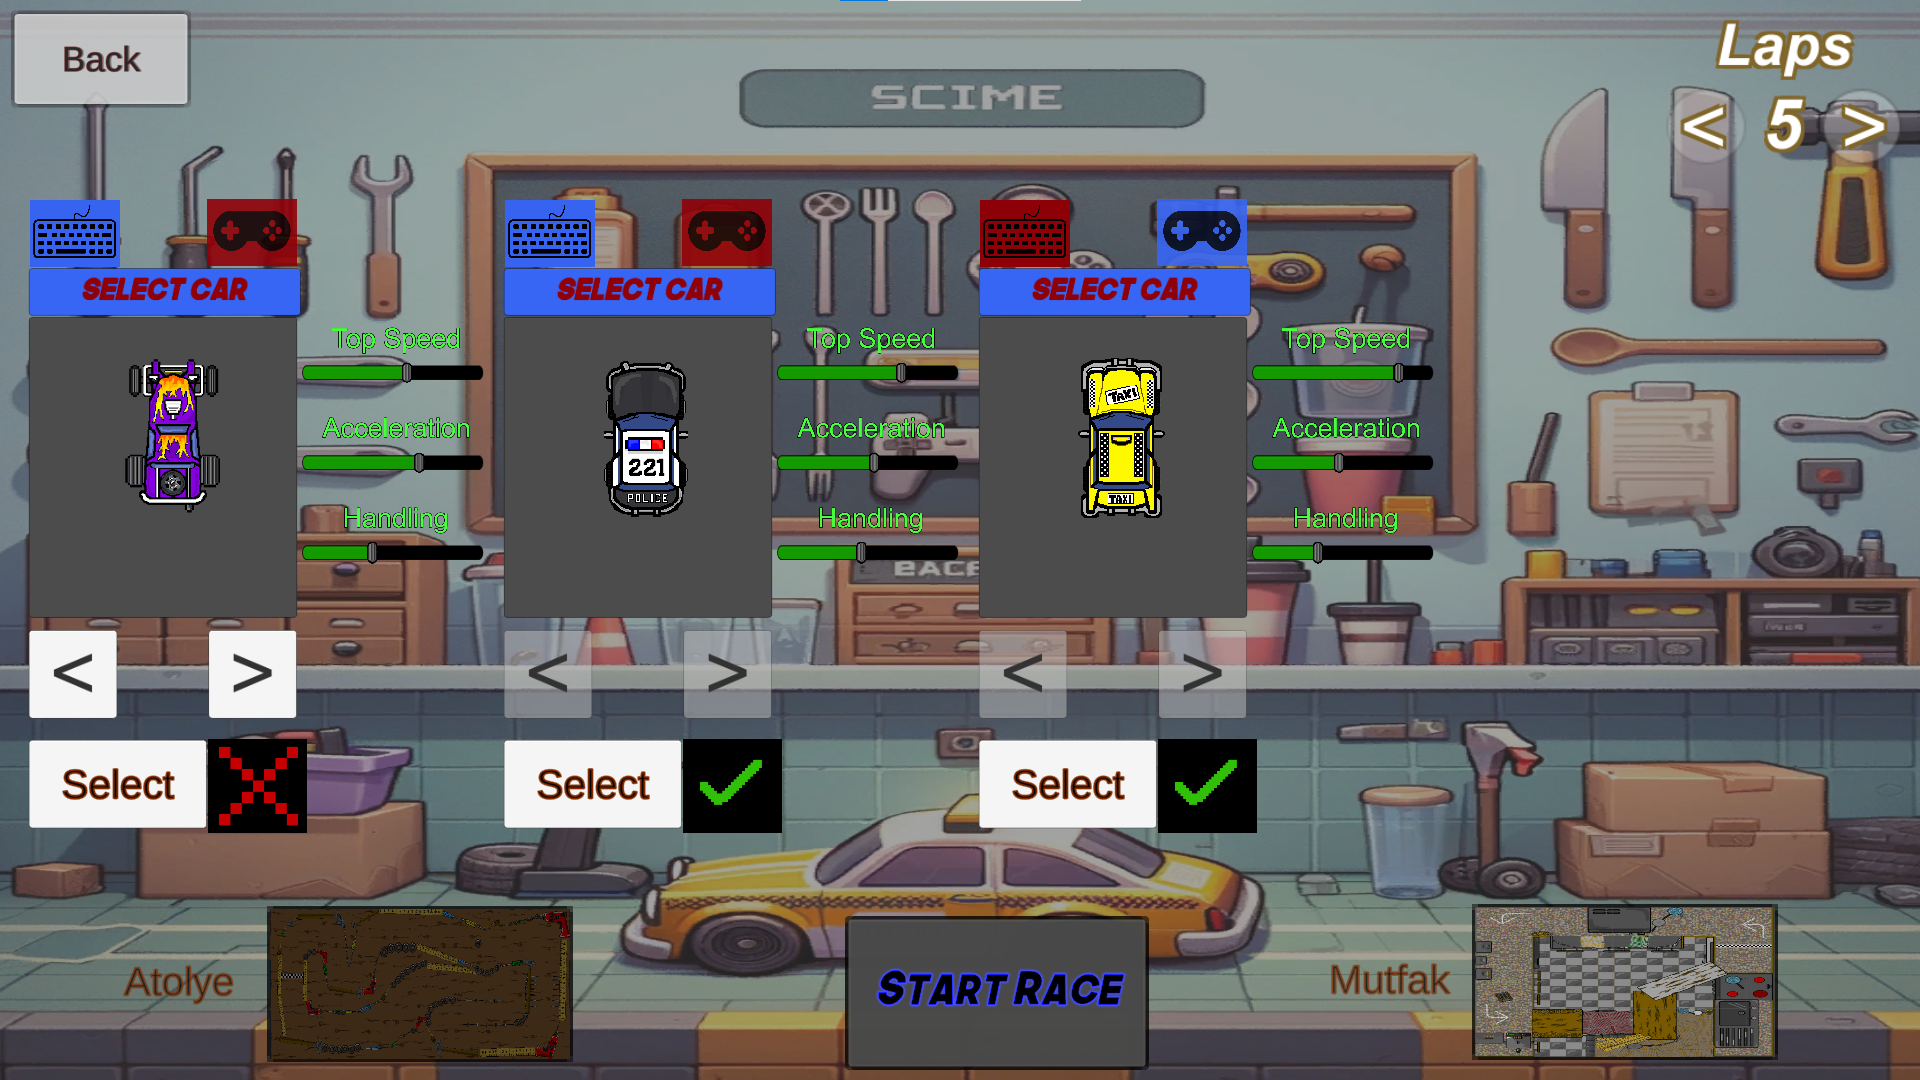 Back
SCIME
Laps
< 5 >
SELECT CAR
Top Speed
Acceleration
Handling
221
POLICE
< >
Select
SELECT CAR
Top Speed
Acceleration
Handling
< >
Select
SELECT CAR
TAXI
TAXI
Top Speed
Acceleration
Handling
< >
Select
Atolye
START RACE
Mutfak